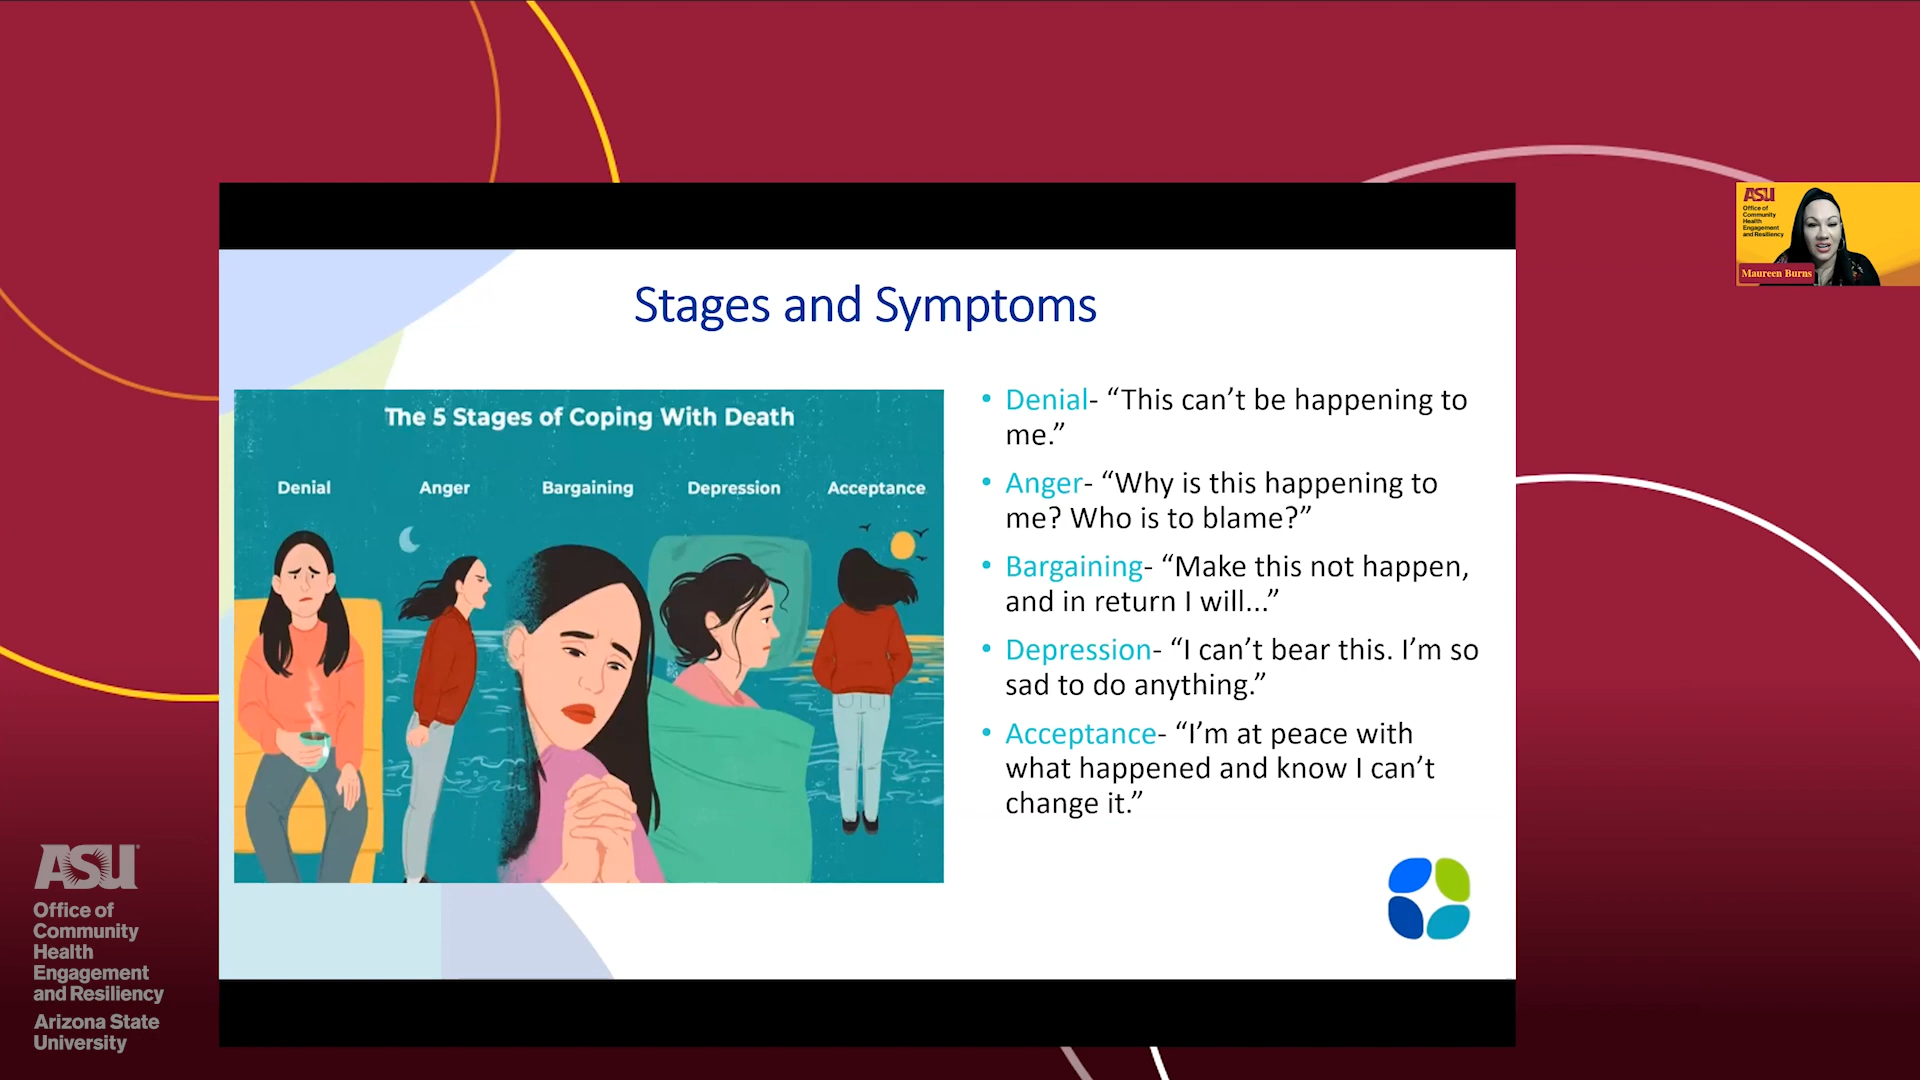 Stages and Symptoms
The 5 Stages of Coping With Death
Denial
Anger
Bargaining
Depression
Acceptance
• Denial- “This can’t be happening to
me.”
• Anger- “Why is this happening to
me? Who is to blame?”
• Bargaining- “Make this not happen,
and in return I will...”
• Depression- “I can’t bear this. I’m so
sad to do anything.”
• Acceptance- “I’m at peace with
what happened and know I can’t
change it.”
ASU
Office of
Community
Health
Engagement
and Resiliency
Maureen Burns
ASU
Office of
Community
Health
Engagement
and Resiliency
Arizona State
University